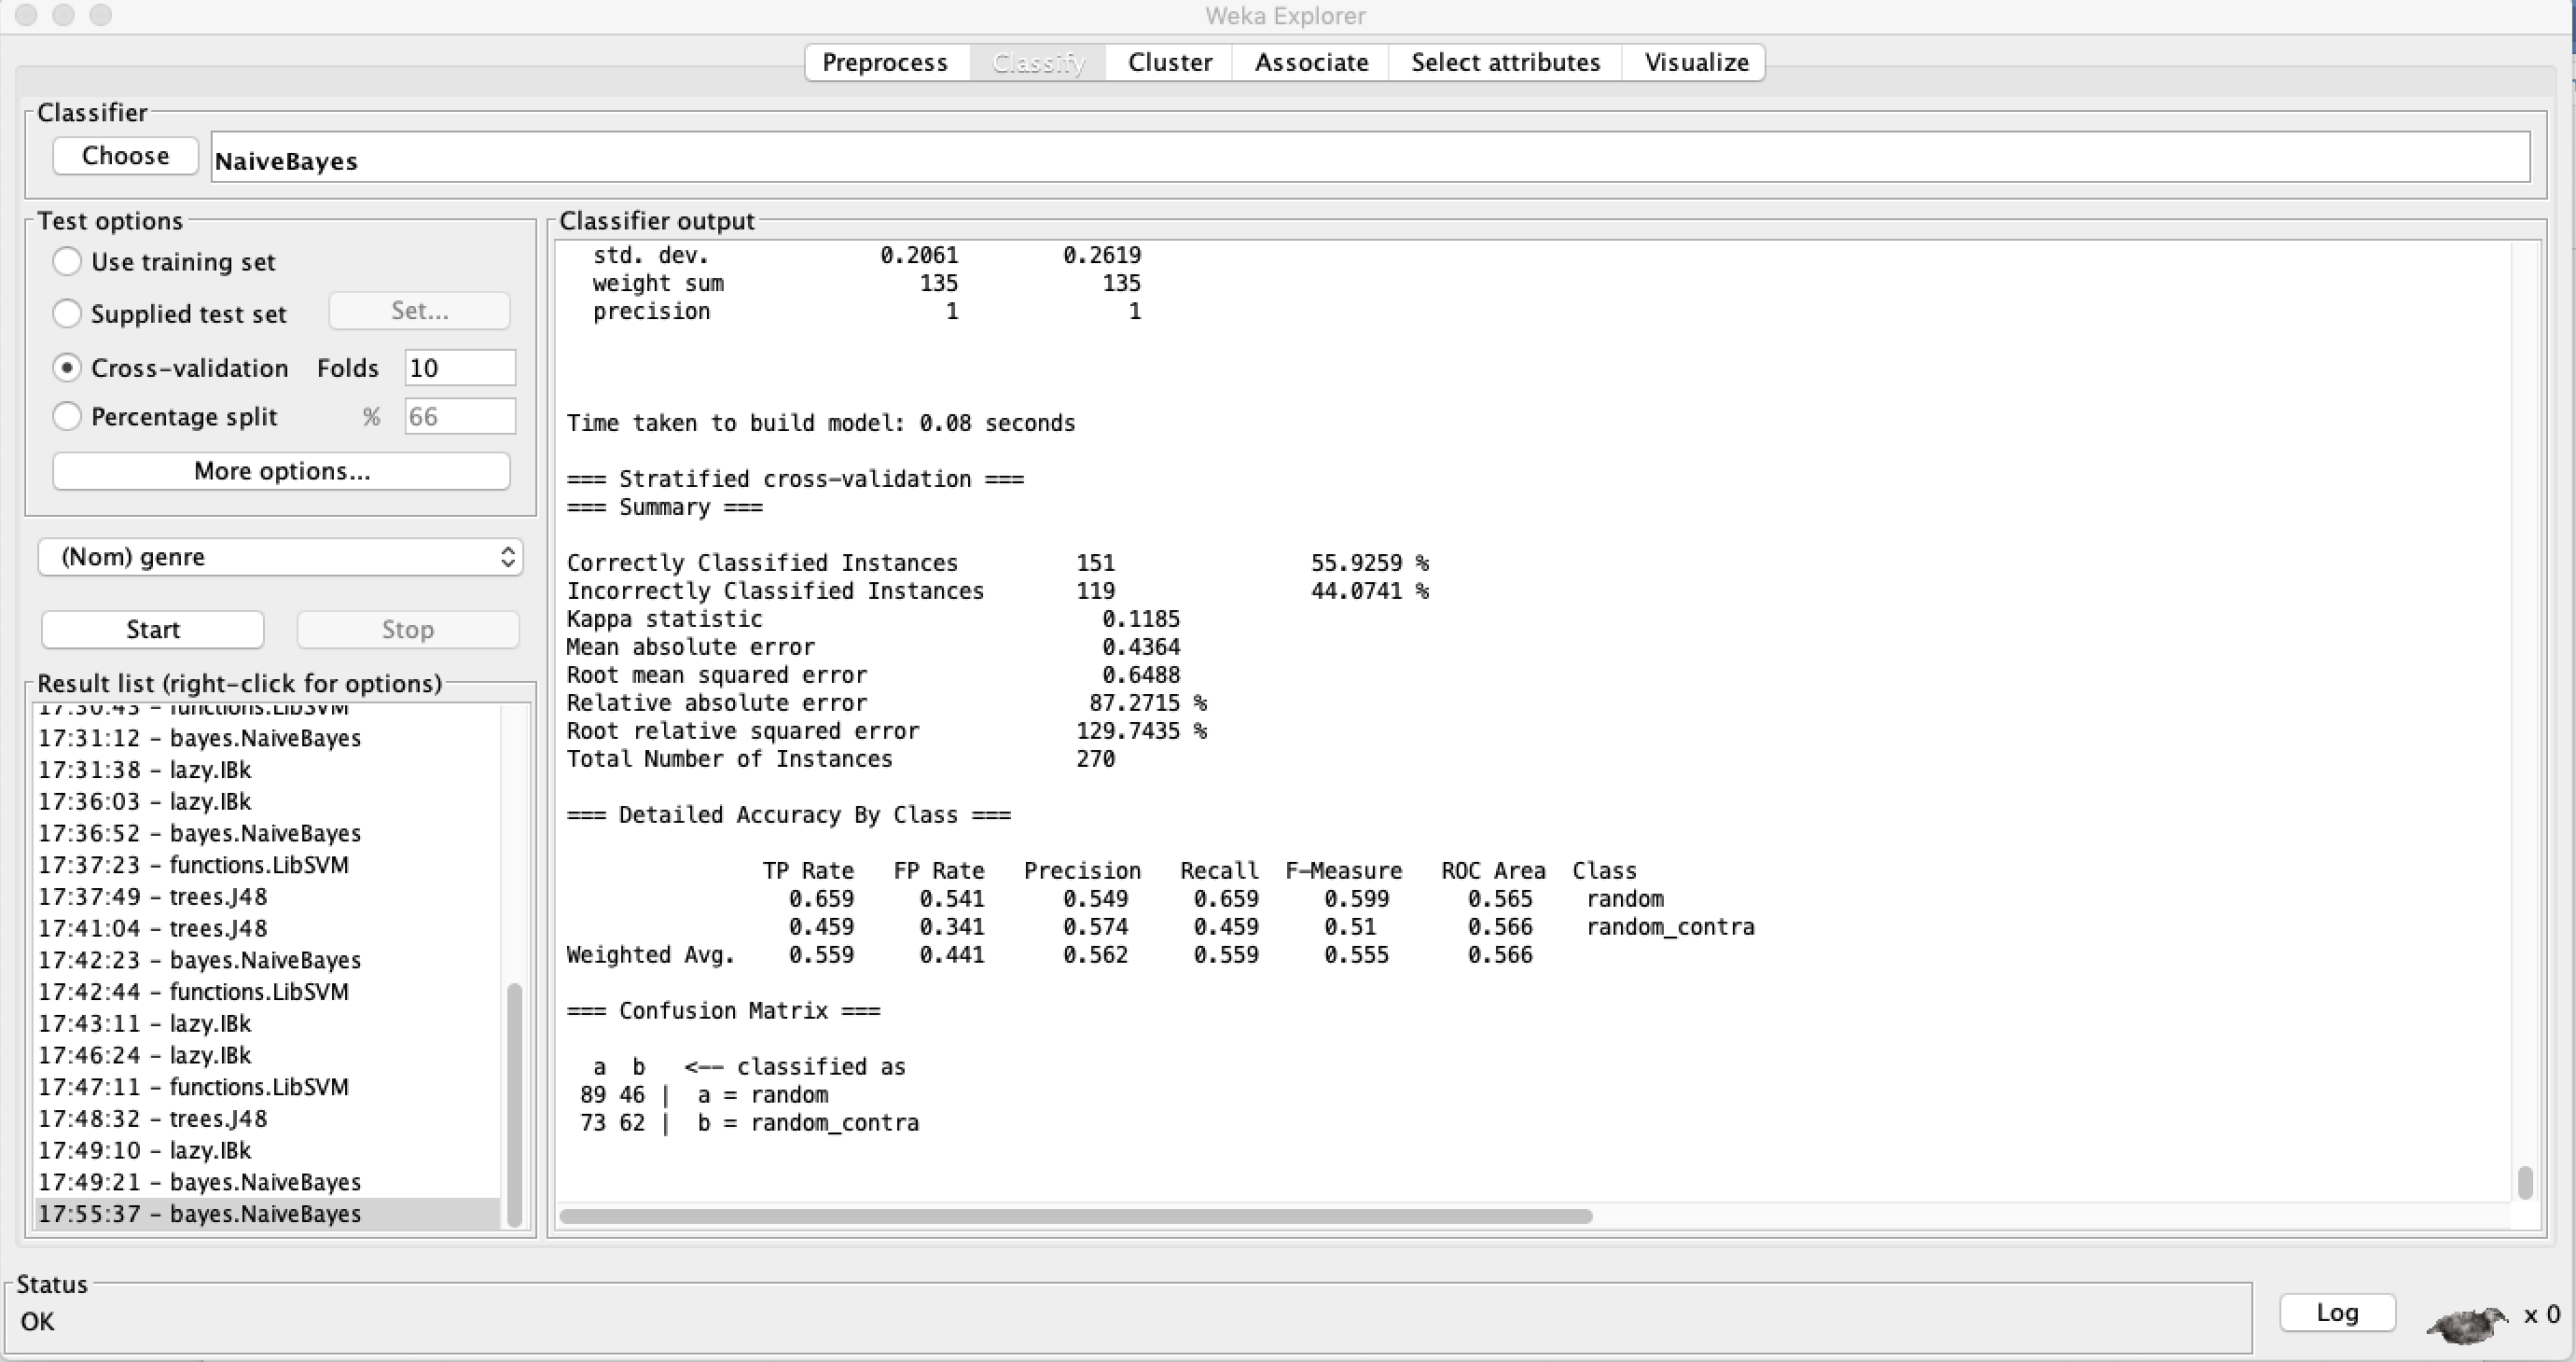 Weka Explorer
Preprocess Classify Cluster Associate Select attributes Visualize
Classifier
Choose NaiveBayes
Test options
Use training set
Supplied test set Set...
Cross-validation Folds 10
Percentage split % 66
More options...
(Nom) genre
Start Stop
Result list (right-click for options)
17:30:43 - functions.LibSVM
17:31:12 - bayes.NaiveBayes
17:31:38 - lazy.IBk
17:36:03 - lazy.IBk
17:36:52 - bayes.NaiveBayes
17:37:23 - functions.LibSVM
17:37:49 - trees.J48
17:41:04 - trees.J48
17:42:23 - bayes.NaiveBayes
17:42:44 - functions.LibSVM
17:43:11 - lazy.IBk
17:46:24 - lazy.IBk
17:47:11 - functions.LibSVM
17:48:32 - trees.J48
17:49:10 - lazy.IBk
17:49:21 - bayes.NaiveBayes
17:55:37 - bayes.NaiveBayes
Classifier output
std. dev. 0.2061 0.2619
weight sum 135 135
precision 1 1
Time taken to build model: 0.08 seconds
=== Stratified cross-validation ===
=== Summary ===
Correctly Classified Instances 151 55.9259 %
Incorrectly Classified Instances 119 44.0741 %
Kappa statistic 0.1185
Mean absolute error 0.4364
Root mean squared error 0.6488
Relative absolute error 87.2715 %
Root relative squared error 129.7435 %
Total Number of Instances 270
=== Detailed Accuracy By Class ===
TP Rate FP Rate Precision Recall F-Measure ROC Area Class
0.659 0.541 0.549 0.659 0.599 0.565 random
0.459 0.341 0.574 0.459 0.51 0.566 random_contra
Weighted Avg. 0.559 0.441 0.562 0.559 0.555 0.566
=== Confusion Matrix ===
a b <-- classified as
89 46 | a = random
73 62 | b = random_contra
Status
OK
Log x 0